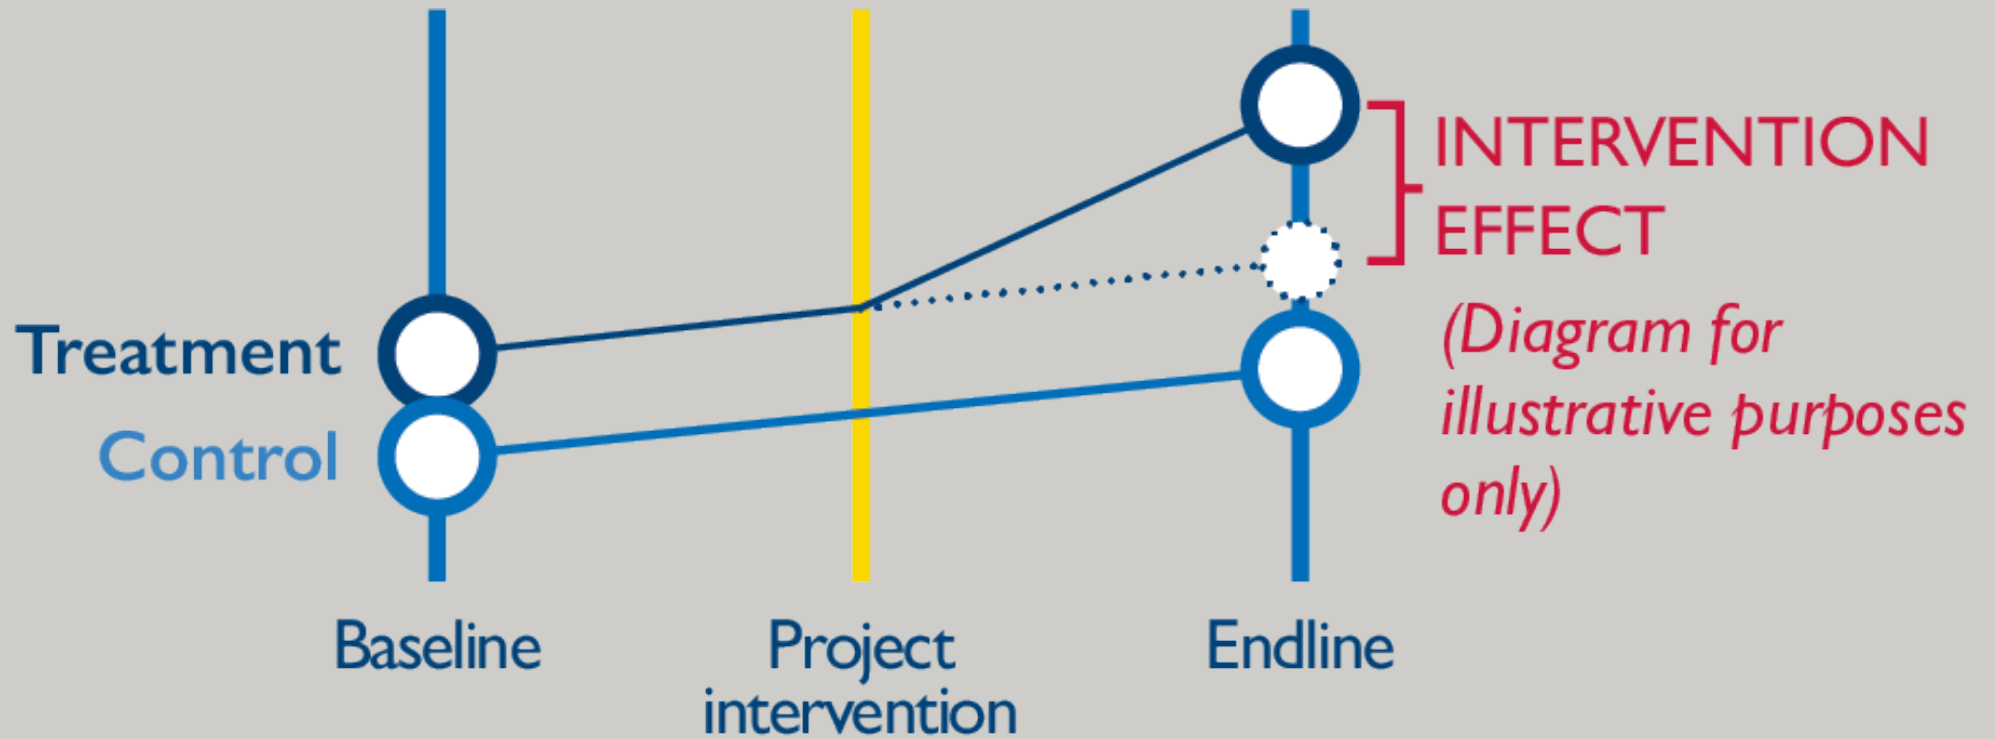 INTERVENTION
EFFECT
(Diagram for
illustrative purposes
only)
Treatment
Control
Baseline
Project
intervention
Endline